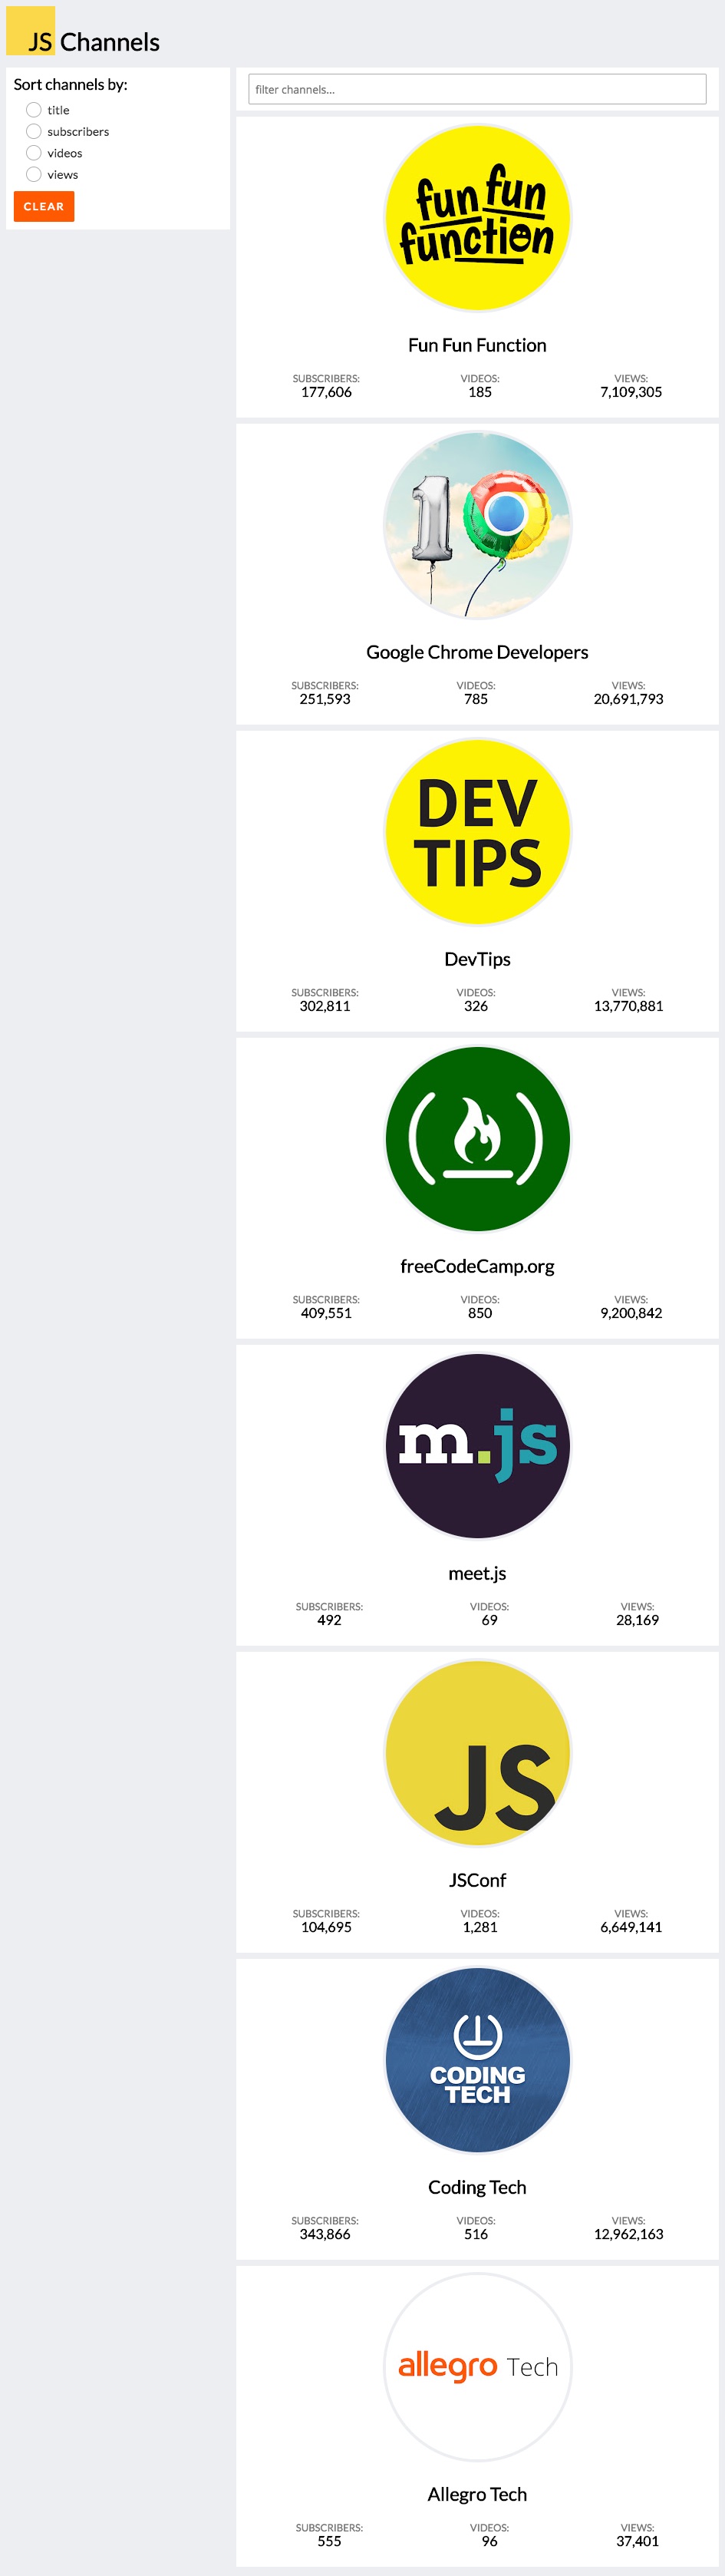 JS Channels
Sort channels by:
title
subscribers
videos
views
CLEAR
filter channels...
fun fun
function
Fun Fun Function
SUBSCRIBERS: VIDEOS: VIEWS:
177,606 185 7,109,305
1
Google Chrome Developers
SUBSCRIBERS: VIDEOS: VIEWS:
251,593 785 20,691,793
DEV
TIPS
DevTips
SUBSCRIBERS: VIDEOS: VIEWS:
302,811 326 13,770,881
freeCodeCamp.org
SUBSCRIBERS: VIDEOS: VIEWS:
409,551 850 9,200,842
m.js
meet.js
SUBSCRIBERS: VIDEOS: VIEWS:
492 69 28,169
JS
JSConf
SUBSCRIBERS: VIDEOS: VIEWS:
104,695 1,281 6,649,141
CODING
TECH
Coding Tech
SUBSCRIBERS: VIDEOS: VIEWS:
343,866 516 12,962,163
allegro Tech
Allegro Tech
SUBSCRIBERS: VIDEOS: VIEWS:
555 96 37,401